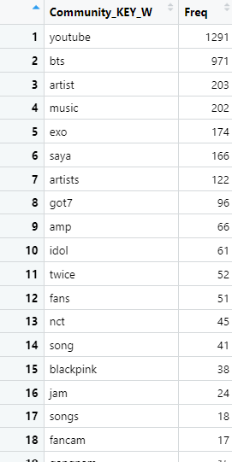 Community_KEY_W Freq
1 youtube 1291
2 bts 971
3 artist 203
4 music 202
5 exo 174
6 saya 166
7 artists 122
8 got7 96
9 amp 66
10 idol 61
11 twice 52
12 fans 51
13 nct 45
14 song 41
15 blackpink 38
16 jam 24
17 songs 18
18 fancam 17